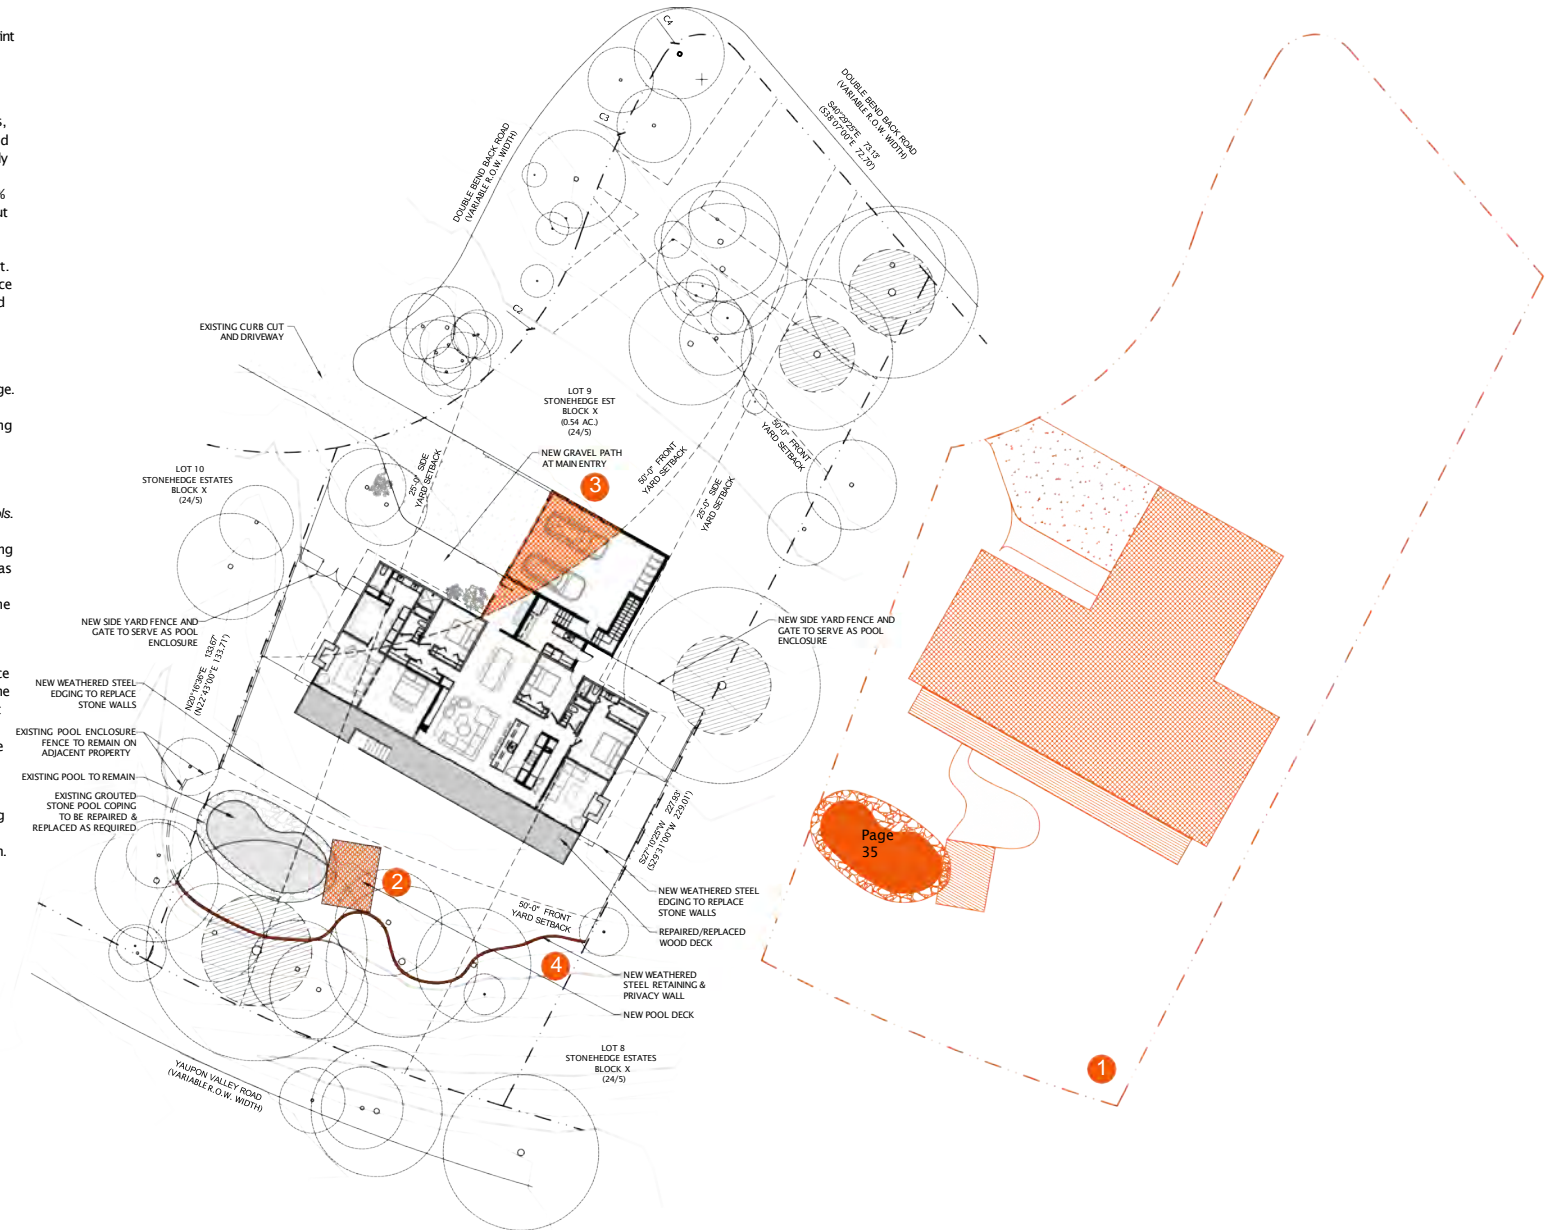 int
s,
d
ly
%
ut
t.
ce
d
ge.
ng
ols.
ng
as
ne
ce
ne
t
e
g
n.
C4
DOUBLE BEND BACK ROAD
(VARIABLE R.O.W. WIDTH)
S40°29'25"E 73.13'
(S38°07'00"E 72.70')
C3
DOUBLE BEND BACK ROAD
(VARIABLE R.O.W. WIDTH)
C2
EXISTING CURB CUT
AND DRIVEWAY
LOT 9
STONEHEDGE EST
BLOCK X
(0.54 AC.)
(24/5)
50'-0" FRONT
YARD SETBACK
NEW GRAVEL PATH
AT MAIN ENTRY
3
50'-0" FRONT
YARD SETBACK
25'-0" SIDE
YARD SETBACK
25'-0" SIDE
YARD SETBACK
LOT 10
STONEHEDGE ESTATES
BLOCK X
(24/5)
NEW SIDE YARD FENCE AND
GATE TO SERVE AS POOL
ENCLOSURE
NEW SIDE YARD FENCE AND
GATE TO SERVE AS POOL
ENCLOSURE
N20°16'36"E 133.67'
(N22°43'00"E 133.71')
NEW WEATHERED STEEL
EDGING TO REPLACE
STONE WALLS
EXISTING POOL ENCLOSURE
FENCE TO REMAIN ON
ADJACENT PROPERTY
EXISTING POOL TO REMAIN
EXISTING GROUTED
STONE POOL COPING
TO BE REPAIRED &
REPLACED AS REQUIRED
S27°10'25"W 227.93'
(S29°31'00"W 229.01')
Page
35
2
50'-0" FRONT
YARD SETBACK
NEW WEATHERED STEEL
EDGING TO REPLACE
STONE WALLS
REPAIRED/REPLACED
WOOD DECK
4
NEW WEATHERED
STEEL RETAINING &
PRIVACY WALL
NEW POOL DECK
LOT 8
STONEHEDGE ESTATES
BLOCK X
(24/5)
YAUPON VALLEY ROAD
(VARIABLE R.O.W. WIDTH)
1